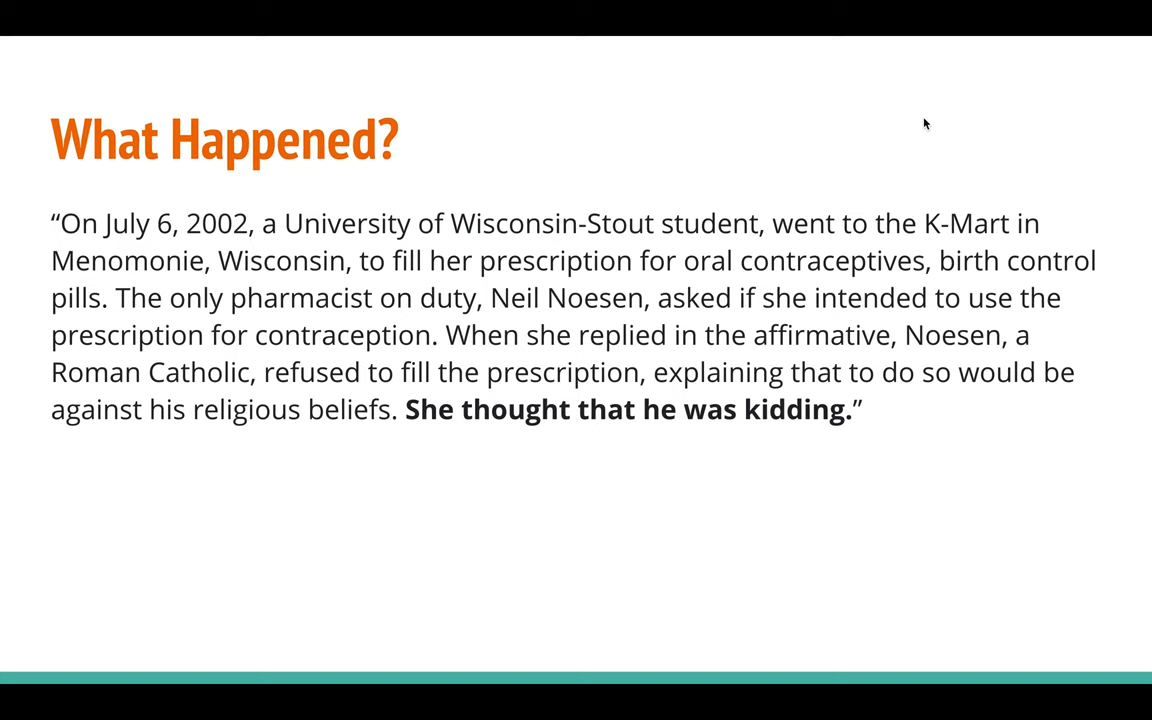 What Happened?
“On July 6, 2002, a University of Wisconsin-Stout student, went to the K-Mart in
Menomonie, Wisconsin, to fill her prescription for oral contraceptives, birth control
pills. The only pharmacist on duty, Neil Noesen, asked if she intended to use the
prescription for contraception. When she replied in the affirmative, Noesen, a
Roman Catholic, refused to fill the prescription, explaining that to do so would be
against his religious beliefs. She thought that he was kidding.”